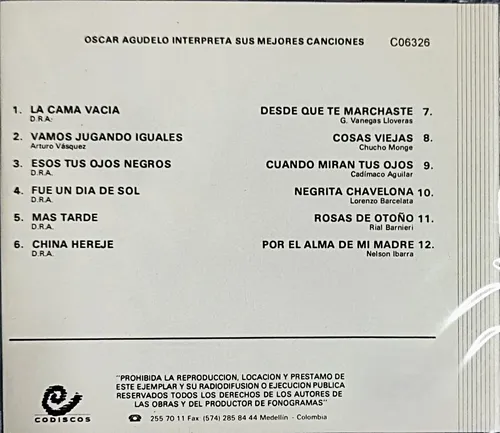 OSCAR AGUDELO INTERPRETA SUS MEJORES CANCIONES C06326
1. LA CAMA VACIA
D.R.A.
2. VAMOS JUGANDO IGUALES
Arturo Vásquez
3. ESOS TUS OJOS NEGROS
D.R.A.
4. FUE UN DIA DE SOL
D.R.A.
5. MAS TARDE
D.R.A.
6. CHINA HEREJE
D.R.A.
DESDE QUE TE MARCHASTE 7.
G. Vanegas Lloveras
COSAS VIEJAS 8.
Chucho Monge
CUANDO MIRAN TUS OJOS 9.
Cadímaco Aguilar
NEGRITA CHAVELONA 10.
Lorenzo Barcelata
ROSAS DE OTOÑO 11.
Rial Barnieri
POR EL ALMA DE MI MADRE 12.
Nelson Ibarra
CODISCOS
"PROHIBIDA LA REPRODUCCION, LOCACION Y PRESTAMO DE
ESTE EJEMPLAR Y SU RADIODIFUSION O EJECUCION PUBLICA
RESERVADOS TODOS LOS DERECHOS DE LOS AUTORES DE
LAS OBRAS Y DEL PRODUCTOR DE FONOGRAMAS"
☎ 255 70 11 Fax (574) 285 84 44 Medellín - Colombia